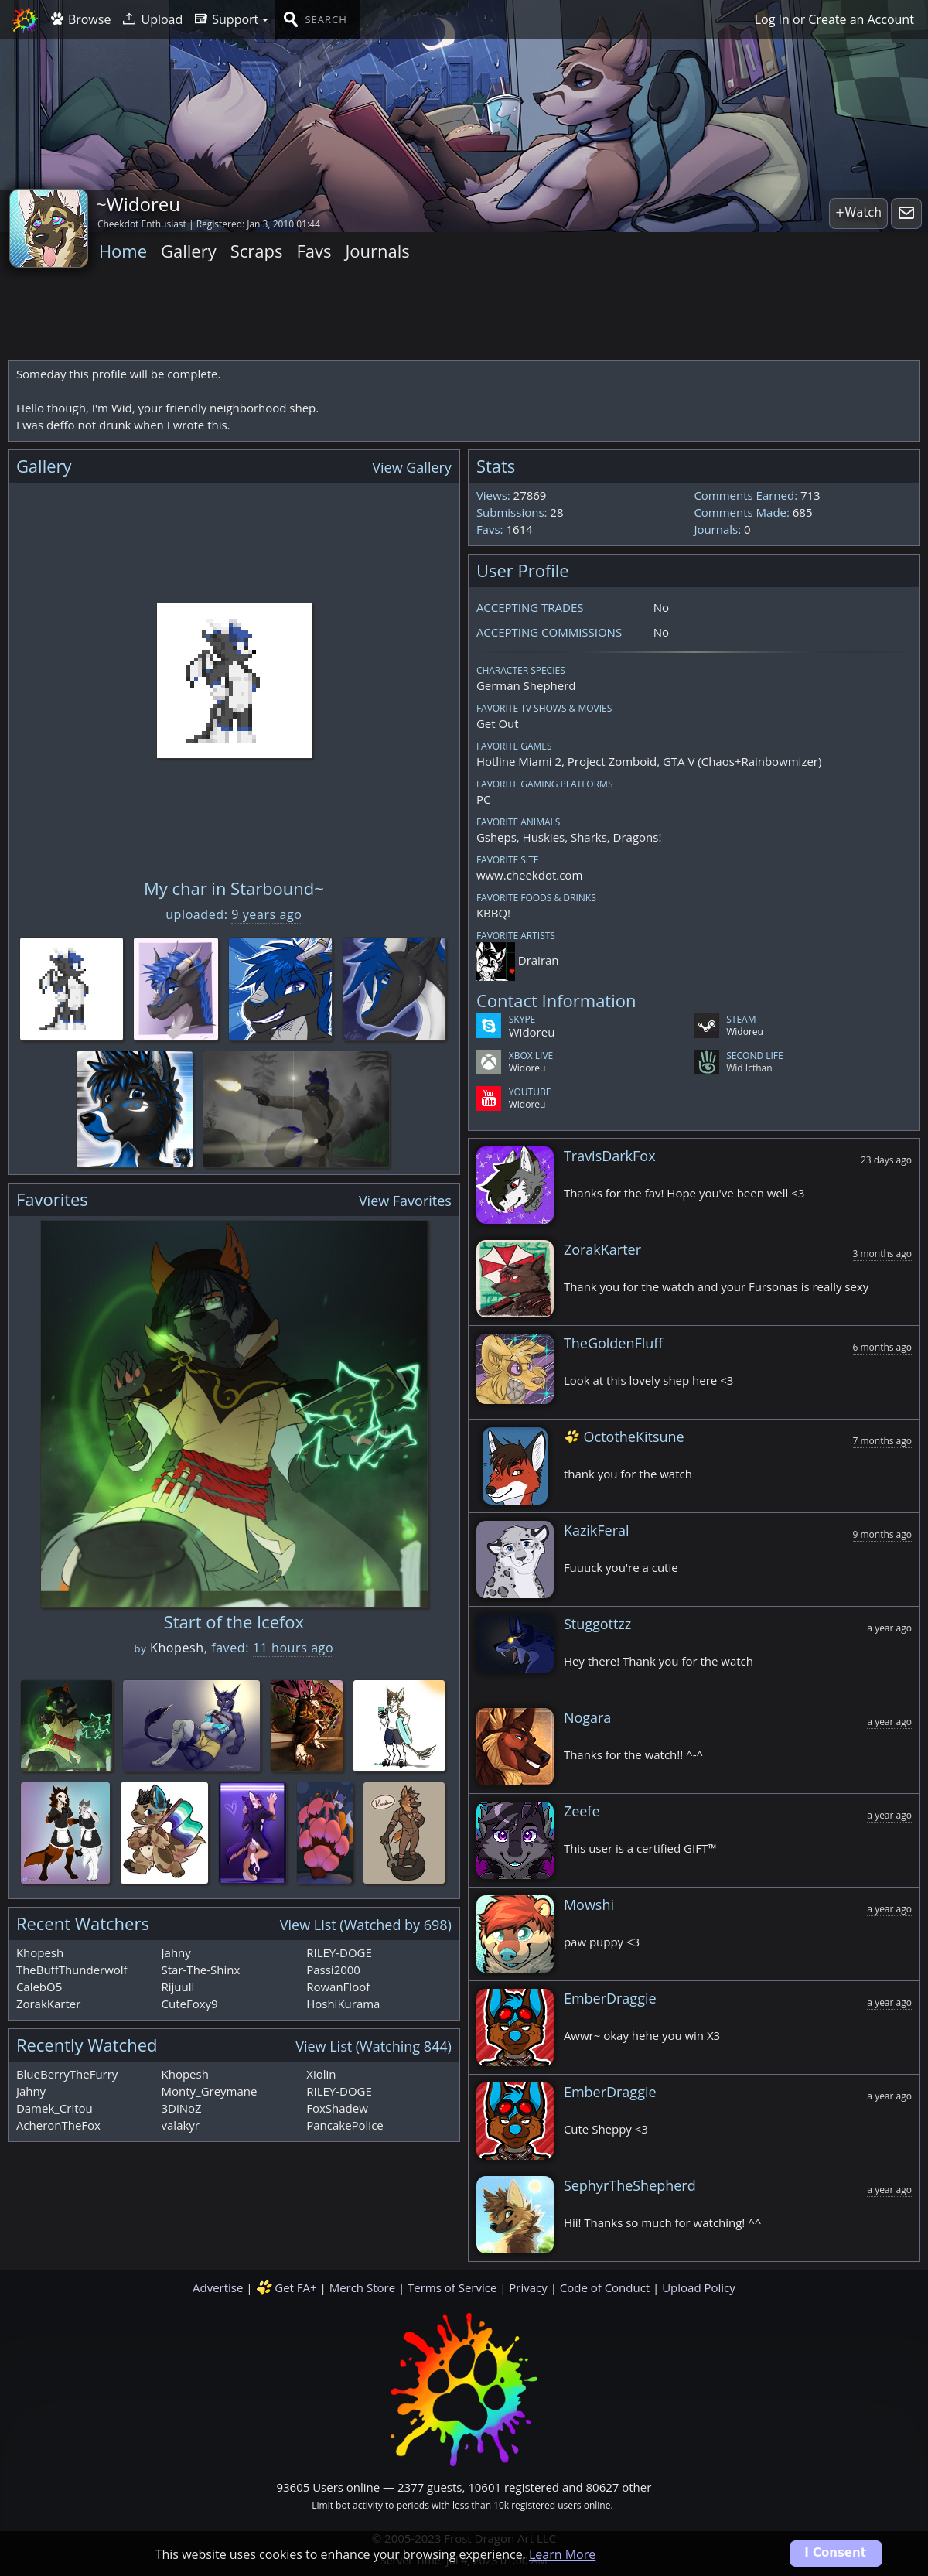 Browse Upload Support SEARCH Log In or Create an Account
~Widoreu
Cheekdot Enthusiast | Registered: Jan 3, 2010 01:44
+Watch
Home Gallery Scraps Favs Journals
Someday this profile will be complete.
Hello though, I'm Wid, your friendly neighborhood shep.
I was deffo not drunk when I wrote this.
Gallery View Gallery
My char in Starbound~
uploaded: 9 years ago
Favorites View Favorites
Start of the Icefox
by Khopesh, faved: 11 hours ago
Recent Watchers View List (Watched by 698)
Khopesh Jahny RILEY-DOGE
TheBuffThunderwolf Star-The-Shinx Passi2000
CalebO5 Rijuull RowanFloof
ZorakKarter CuteFoxy9 HoshiKurama
Recently Watched View List (Watching 844)
BlueBerryTheFurry Khopesh Xiolin
Jahny Monty_Greymane RILEY-DOGE
Damek_Critou 3DINoZ FoxShadew
AcheronTheFox valakyr PancakePolice
Stats
Views: 27869 Comments Earned: 713
Submissions: 28 Comments Made: 685
Favs: 1614 Journals: 0
User Profile
ACCEPTING TRADES No
ACCEPTING COMMISSIONS No
CHARACTER SPECIES
German Shepherd
FAVORITE TV SHOWS & MOVIES
Get Out
FAVORITE GAMES
Hotline Miami 2, Project Zomboid, GTA V (Chaos+Rainbowmizer)
FAVORITE GAMING PLATFORMS
PC
FAVORITE ANIMALS
Gsheps, Huskies, Sharks, Dragons!
FAVORITE SITE
www.cheekdot.com
FAVORITE FOODS & DRINKS
KBBQ!
FAVORITE ARTISTS
Drairan
Contact Information
SKYPE STEAM
Widoreu Widoreu
XBOX LIVE SECOND LIFE
Widoreu Wid Icthan
YOUTUBE
Widoreu
TravisDarkFox 23 days ago
Thanks for the fav! Hope you've been well <3
ZorakKarter 3 months ago
Thank you for the watch and your Fursonas is really sexy
TheGoldenFluff 6 months ago
Look at this lovely shep here <3
OctotheKitsune 7 months ago
thank you for the watch
KazikFeral 9 months ago
Fuuuck you're a cutie
Stuggottzz a year ago
Hey there! Thank you for the watch
Nogara a year ago
Thanks for the watch!! ^-^
Zeefe a year ago
This user is a certified GIFT™
Mowshi a year ago
paw puppy <3
EmberDraggie a year ago
Awwr~ okay hehe you win X3
EmberDraggie a year ago
Cute Sheppy <3
SephyrTheShepherd a year ago
Hii! Thanks so much for watching! ^^
Advertise | Get FA+ | Merch Store | Terms of Service | Privacy | Code of Conduct | Upload Policy
93605 Users online — 2377 guests, 10601 registered and 80627 other
Limit bot activity to periods with less than 10k registered users online.
© 2005-2023 Frost Dragon Art LLC
This website uses cookies to enhance your browsing experience. Learn More
I Consent